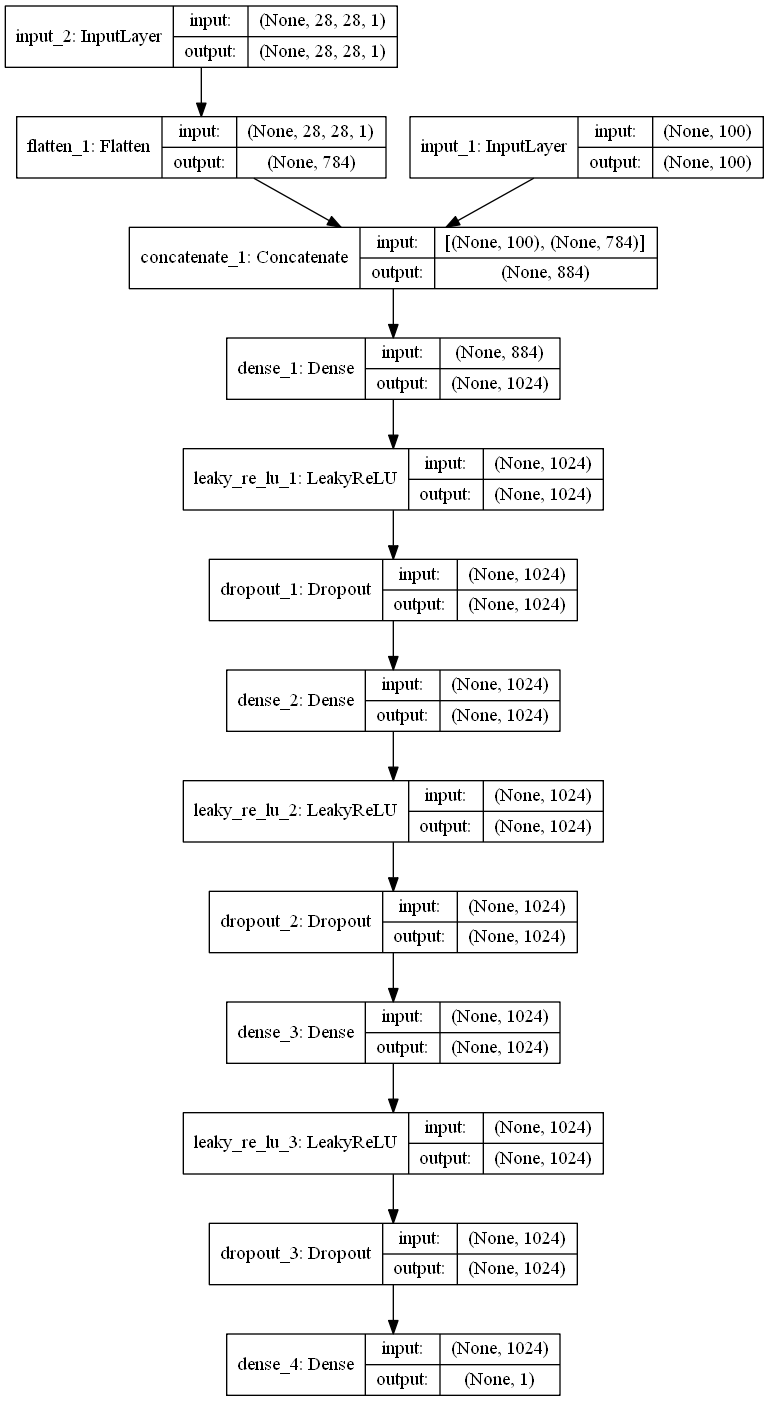 input_2: InputLayer
input: (None, 28, 28, 1)
output: (None, 28, 28, 1)
flatten_1: Flatten
input: (None, 28, 28, 1)
output: (None, 784)
input_1: InputLayer
input: (None, 100)
output: (None, 100)
concatenate_1: Concatenate
input: [(None, 100), (None, 784)]
output: (None, 884)
dense_1: Dense
input: (None, 884)
output: (None, 1024)
leaky_re_lu_1: LeakyReLU
input: (None, 1024)
output: (None, 1024)
dropout_1: Dropout
input: (None, 1024)
output: (None, 1024)
dense_2: Dense
input: (None, 1024)
output: (None, 1024)
leaky_re_lu_2: LeakyReLU
input: (None, 1024)
output: (None, 1024)
dropout_2: Dropout
input: (None, 1024)
output: (None, 1024)
dense_3: Dense
input: (None, 1024)
output: (None, 1024)
leaky_re_lu_3: LeakyReLU
input: (None, 1024)
output: (None, 1024)
dropout_3: Dropout
input: (None, 1024)
output: (None, 1024)
dense_4: Dense
input: (None, 1024)
output: (None, 1)